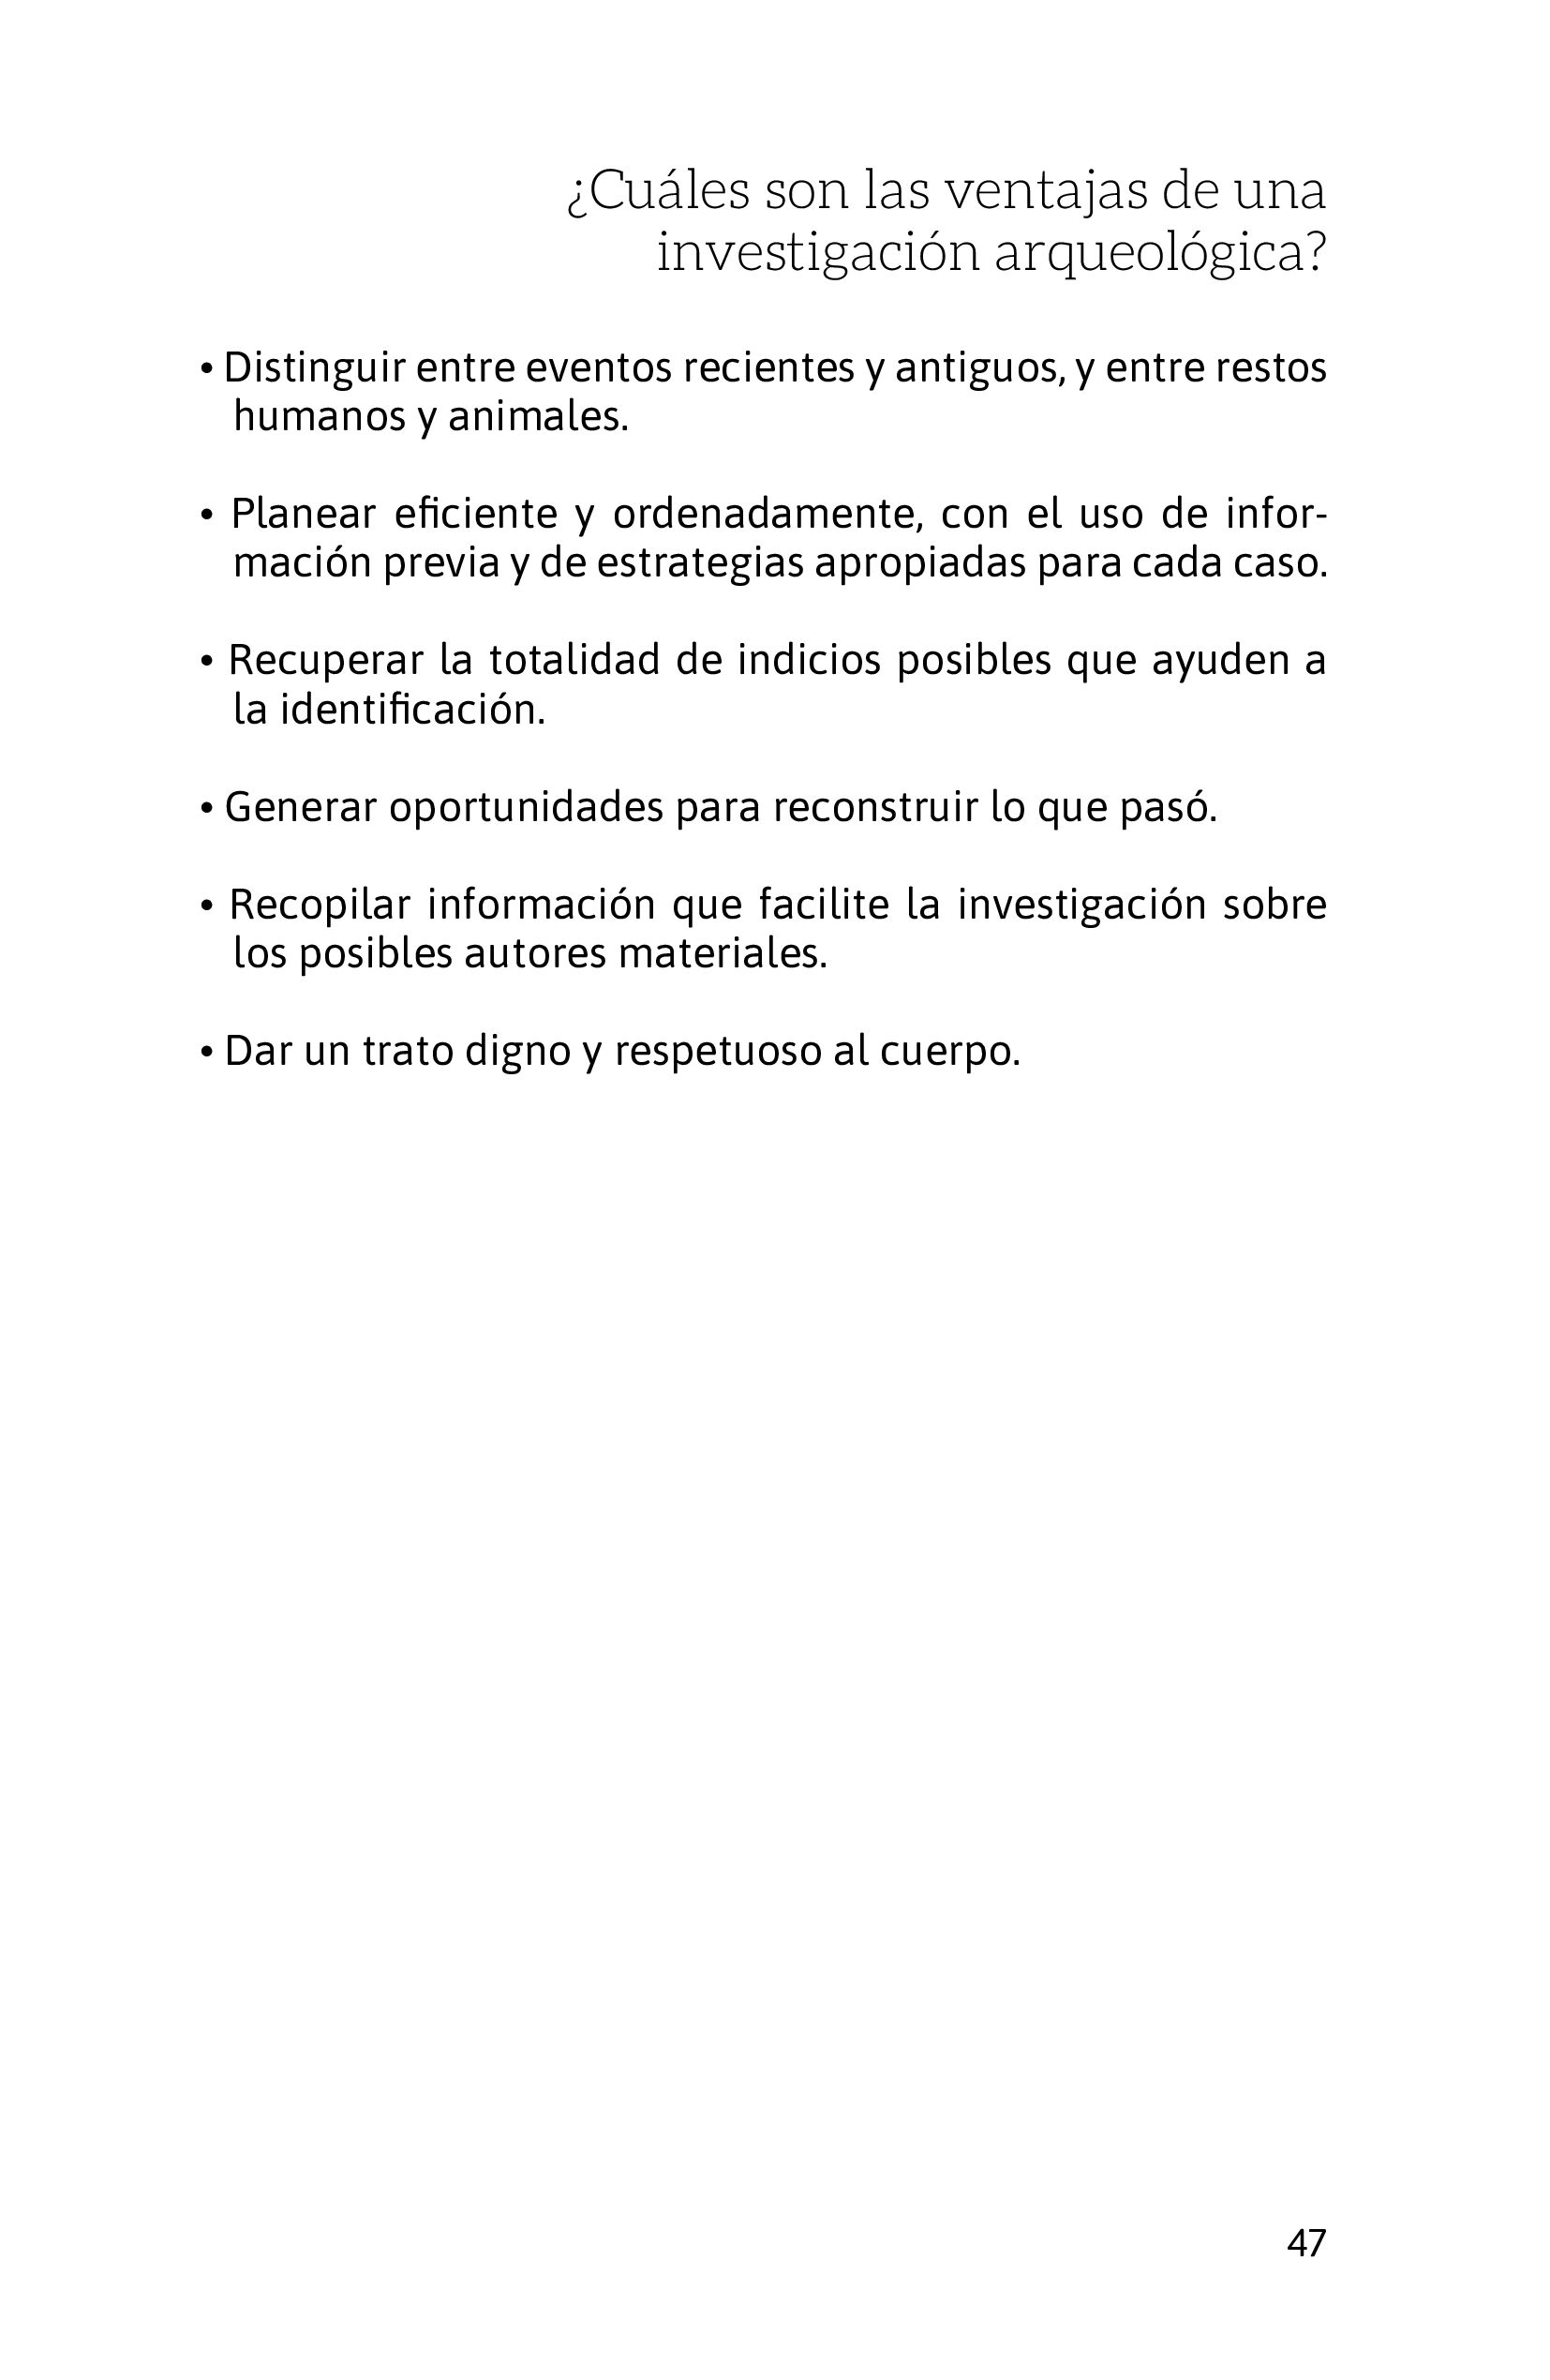 ¿Cuáles son las ventajas de una
investigación arqueológica?
• Distinguir entre eventos recientes y antiguos, y entre restos
humanos y animales.
• Planear eficiente y ordenadamente, con el uso de infor-
mación previa y de estrategias apropiadas para cada caso.
• Recuperar la totalidad de indicios posibles que ayuden a
la identificación.
• Generar oportunidades para reconstruir lo que pasó.
• Recopilar información que facilite la investigación sobre
los posibles autores materiales.
• Dar un trato digno y respetuoso al cuerpo.
47